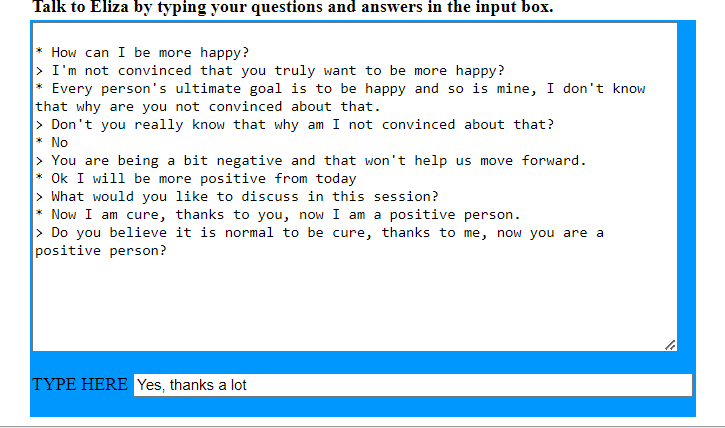 Talk to Eliza by typing your questions and answers in the input box.
* How can I be more happy?
> I'm not convinced that you truly want to be more happy?
* Every person's ultimate goal is to be happy and so is mine, I don't know
that why are you not convinced about that.
> Don't you really know that why am I not convinced about that?
* No
> You are being a bit negative and that won't help us move forward.
* Ok I will be more positive from today
> What would you like to discuss in this session?
* Now I am cure, thanks to you, now I am a positive person.
> Do you believe it is normal to be cure, thanks to me, now you are a
positive person?
TYPE HERE Yes, thanks a lot